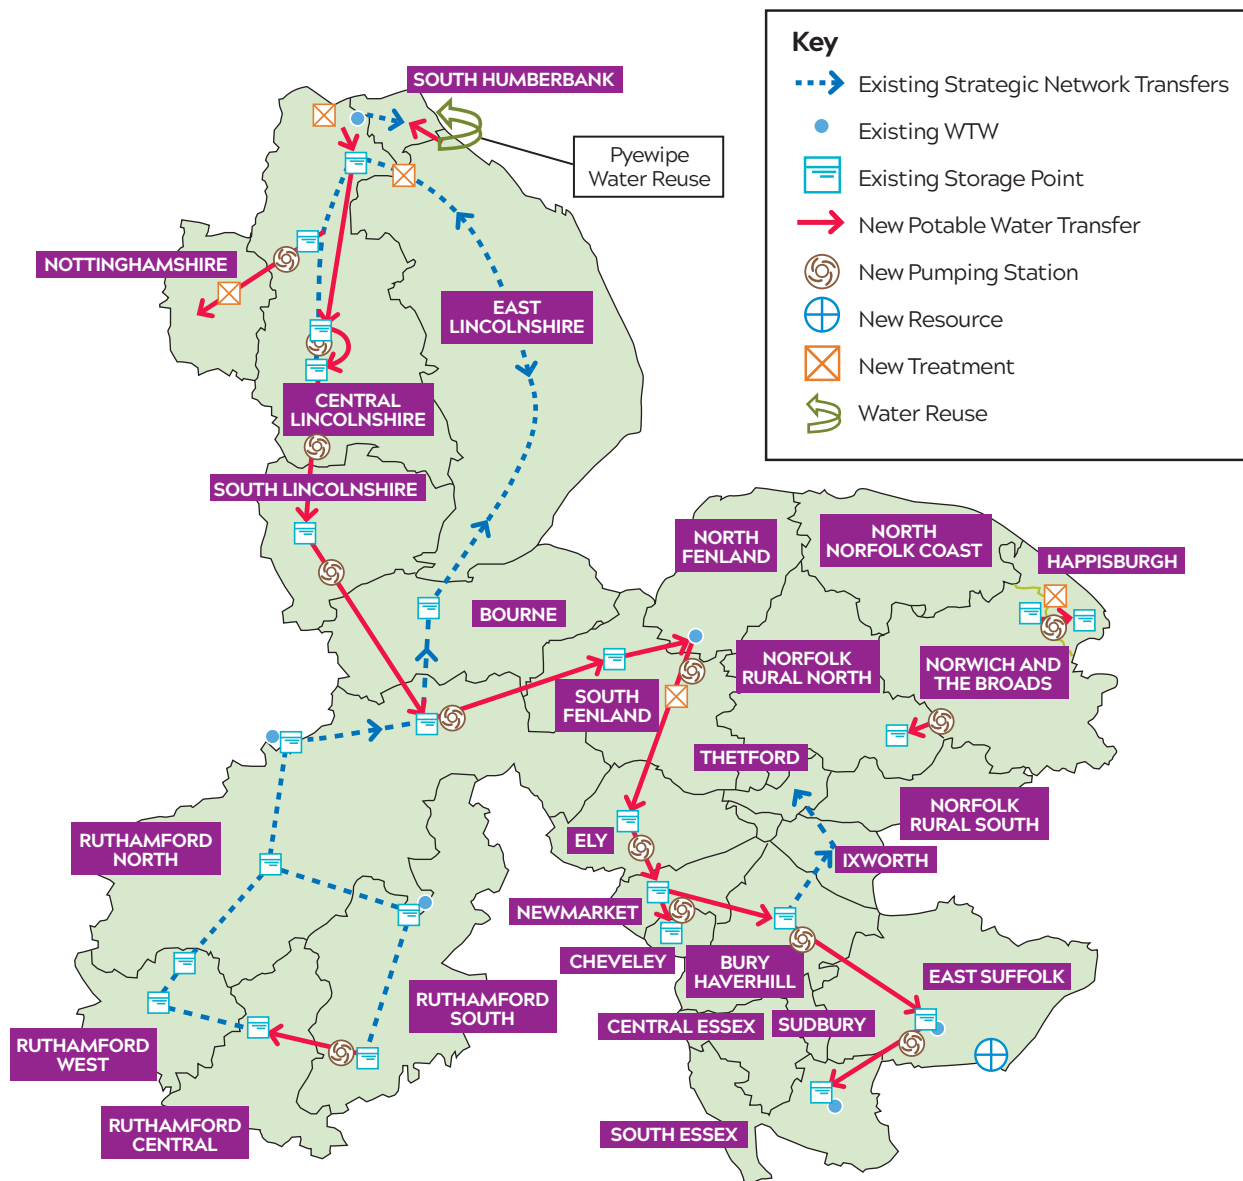 Key
Existing Strategic Network Transfers
Existing WTW
Existing Storage Point
New Potable Water Transfer
New Pumping Station
New Resource
New Treatment
Water Reuse
SOUTH HUMBERBANK
Pyewipe
Water Reuse
NOTTINGHAMSHIRE
EAST
LINCOLNSHIRE
CENTRAL
LINCOLNSHIRE
SOUTH LINCOLNSHIRE
NORTH
FENLAND
NORTH
NORFOLK COAST
HAPPISBURGH
BOURNE
NORFOLK
RURAL NORTH
NORWICH AND
THE BROADS
SOUTH
FENLAND
THETFORD
NORFOLK
RURAL SOUTH
RUTHAMFORD
NORTH
ELY
IXWORTH
NEWMARKET
CHEVELEY
BURY
HAVERHILL
EAST SUFFOLK
RUTHAMFORD
SOUTH
CENTRAL ESSEX
SUDBURY
RUTHAMFORD
WEST
RUTHAMFORD
CENTRAL
SOUTH ESSEX